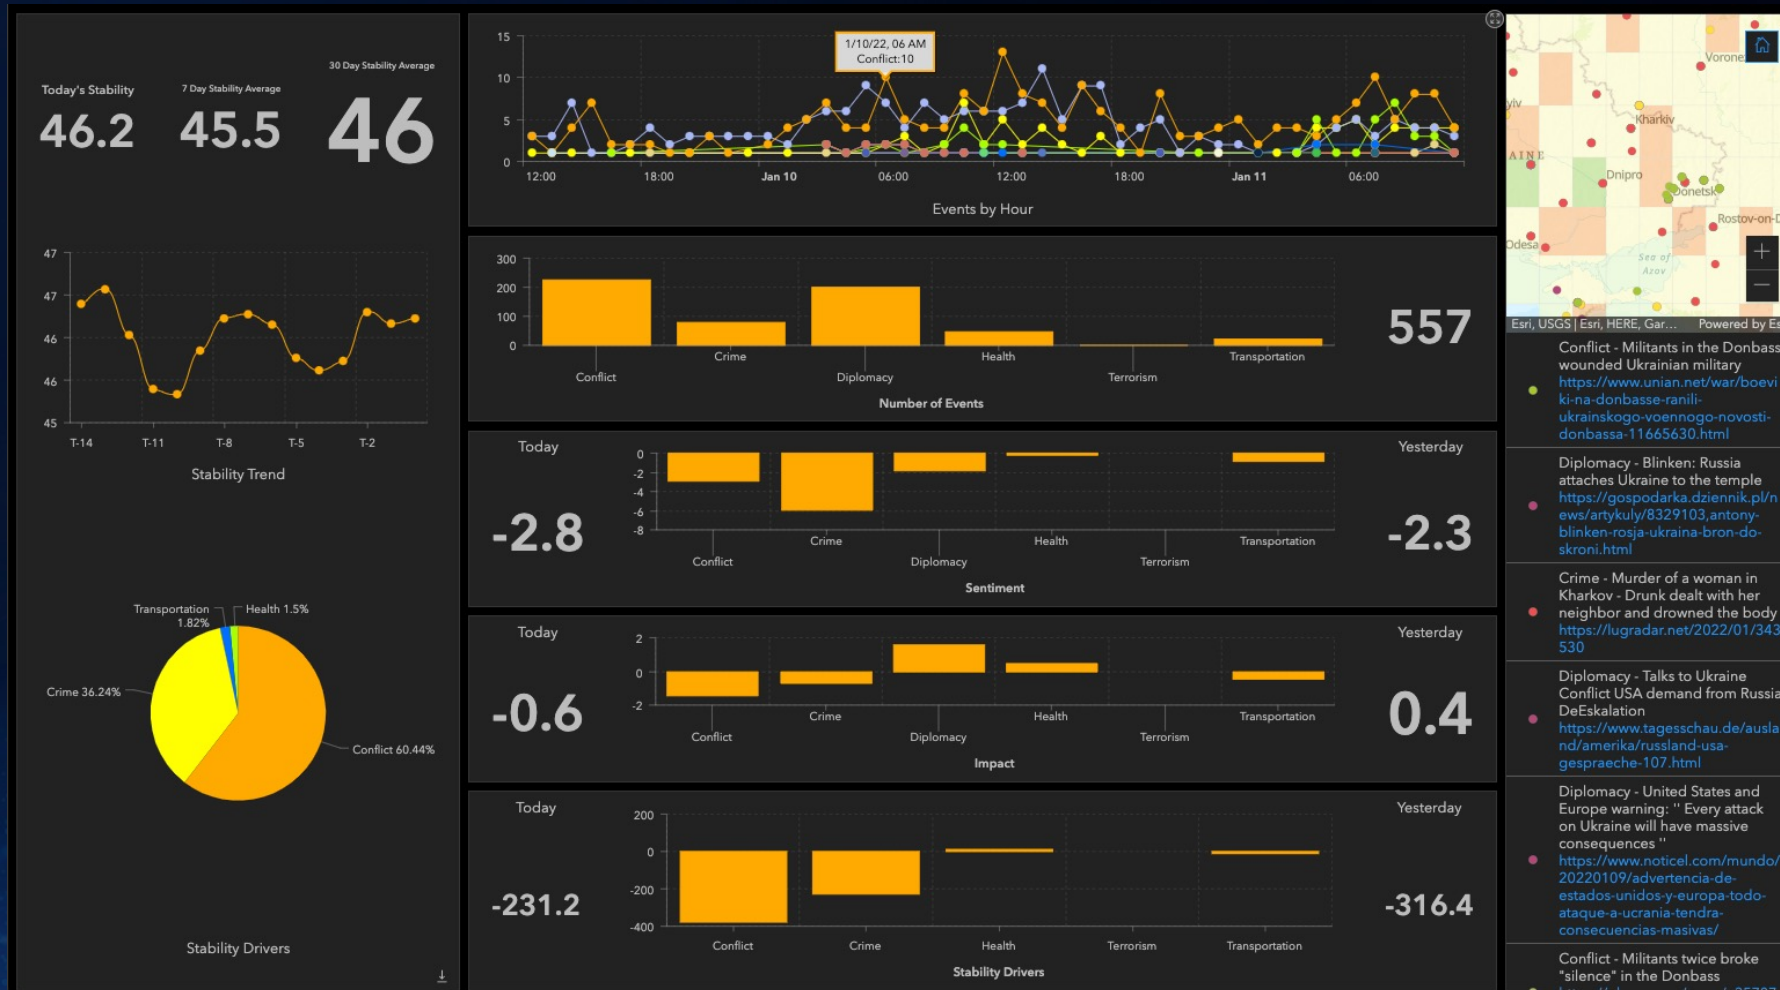 Today's Stability
46.2
7 Day Stability Average
45.5
30 Day Stability Average
46
47
47
46
46
45
T-14
T-11
T-8
T-5
T-2
Stability Trend
Transportation
1.82%
Health 1.5%
Crime 36.24%
Conflict 60.44%
Stability Drivers
15
10
5
0
1/10/22, 06 AM
Conflict:10
12:00
18:00
Jan 10
06:00
12:00
18:00
Jan 11
06:00
Events by Hour
300
200
100
0
Conflict
Crime
Diplomacy
Health
Terrorism
Transportation
Number of Events
557
Today
-2.8
0
-2
-4
-6
-8
Conflict
Crime
Diplomacy
Health
Terrorism
Transportation
Sentiment
Yesterday
-2.3
Today
-0.6
2
0
-2
Conflict
Crime
Diplomacy
Health
Terrorism
Transportation
Impact
Yesterday
0.4
Today
-231.2
200
0
-200
-400
Conflict
Crime
Health
Terrorism
Transportation
Stability Drivers
Yesterday
-316.4
Vorone
yiv
Kharkiv
AINE
Dnipro
Donetsk
Rostov-on-D
Odesa
Sea of
Azov
Esri, USGS | Esri, HERE, Gar... Powered by Es
Conflict - Militants in the Donbass
wounded Ukrainian military
https://www.unian.net/war/boevi
ki-na-donbasse-ranili-
ukrainskogo-voennogo-novosti-
donbassa-11665630.html
Diplomacy - Blinken: Russia
attaches Ukraine to the temple
https://gospodarka.dziennik.pl/n
ews/artykuly/8329103,antony-
blinken-rosja-ukraina-bron-do-
skroni.html
Crime - Murder of a woman in
Kharkov - Drunk dealt with her
neighbor and drowned the body
https://lugradar.net/2022/01/343
530
Diplomacy - Talks to Ukraine
Conflict USA demand from Russia
DeEskalation
https://www.tagesschau.de/ausla
nd/amerika/russland-usa-
gespraeche-107.html
Diplomacy - United States and
Europe warning: '' Every attack
on Ukraine will have massive
consequences ''
https://www.noticel.com/mundo/
20220109/advertencia-de-
estados-unidos-y-europa-todo-
ataque-a-ucrania-tendra-
consecuencias-masivas/
Conflict - Militants twice broke
"silence" in the Donbass